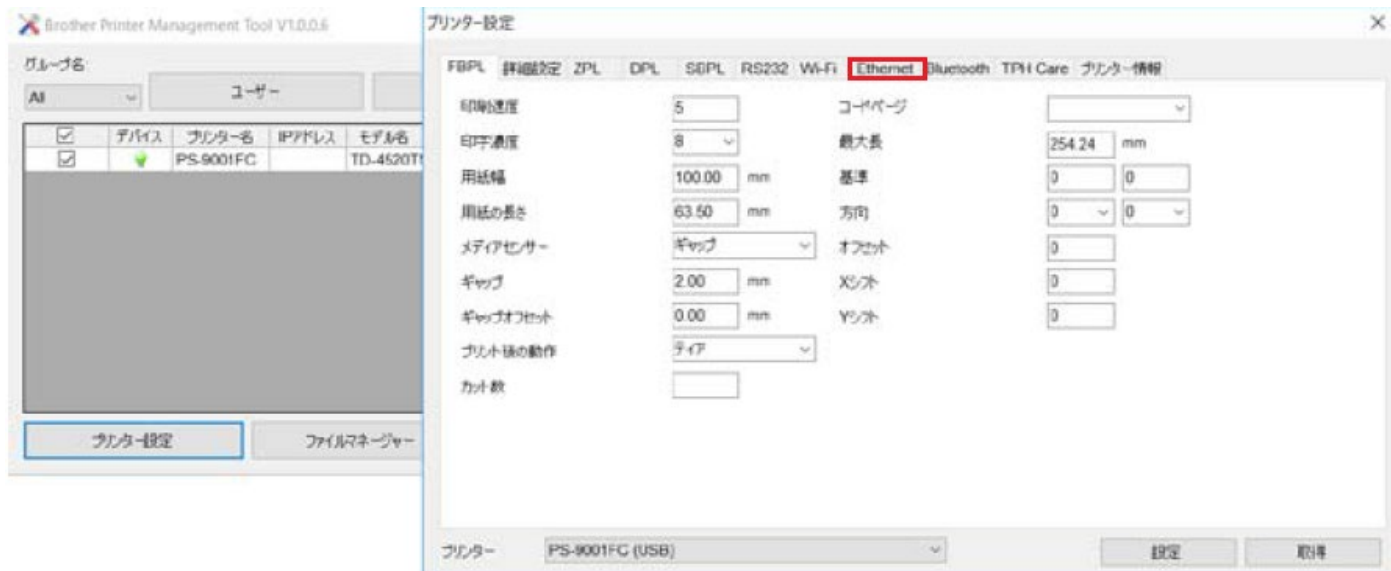 Brother Printer Management Tool V1.0.0.6
グループ名
All
ユーザー
デバイス プリンター名 IPアドレス モデル名
PS-9001FC TD-4520T
プリンター設定 ファイルマネージャー
プリンター設定
FBPL 詳細設定 ZPL DPL SBPL RS232 Wi-Fi Ethernet Bluetooth TPH Care プリンター情報
印刷速度 5 コードページ
印字濃度 8 最大長 254.24 mm
用紙幅 100.00 mm 基準 0 0
用紙の長さ 63.50 mm 方向 0 0
メディアセンサー ギャップ オフセット 0
ギャップ 2.00 mm Xシフト 0
ギャップオフセット 0.00 mm Yシフト 0
プリント後の動作 ティア
カット数
プリンター PS-9001FC (USB) 設定 取得